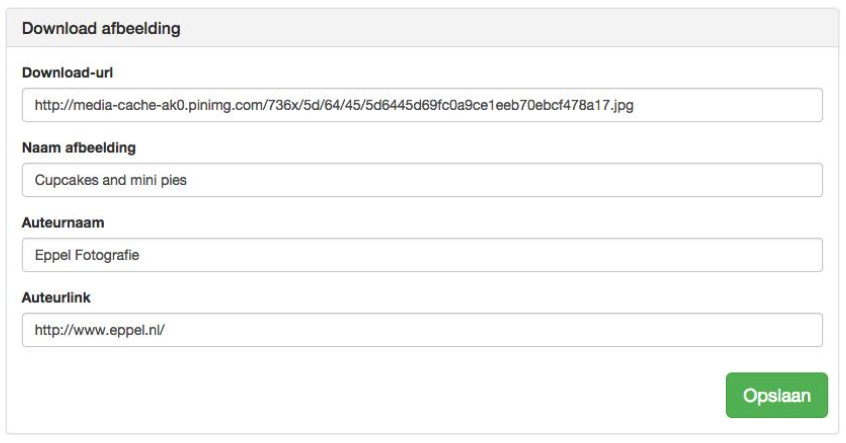 Download afbeelding
Download-url
http://media-cache-ak0.pinimg.com/736x/5d/64/45/5d6445d69fc0a9ce1eeb70ebcf478a17.jpg
Naam afbeelding
Cupcakes and mini pies
Auteurnaam
Eppel Fotografie
Auteurlink
http://www.eppel.nl/
Opslaan